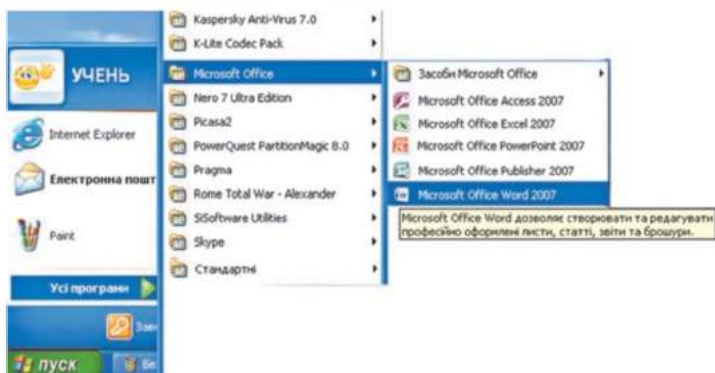 УЧЕНЬ
Internet Explorer
Електронна пошт
Paint
Усі програми
пуск
Kaspersky Anti-Virus 7.0
K-Lite Codec Pack
Microsoft Office
Nero 7 Ultra Edition
Picasa2
PowerQuest PartitionMagic 8.0
Pragma
Rome Total War - Alexander
SiSoftware Utilities
Skype
Стандартні
Засоби Microsoft Office
Microsoft Office Access 2007
Microsoft Office Excel 2007
Microsoft Office PowerPoint 2007
Microsoft Office Publisher 2007
Microsoft Office Word 2007
Microsoft Office Word дозволяє створювати та редагувати
професійно оформлені листи, статті, звіти та брошури.